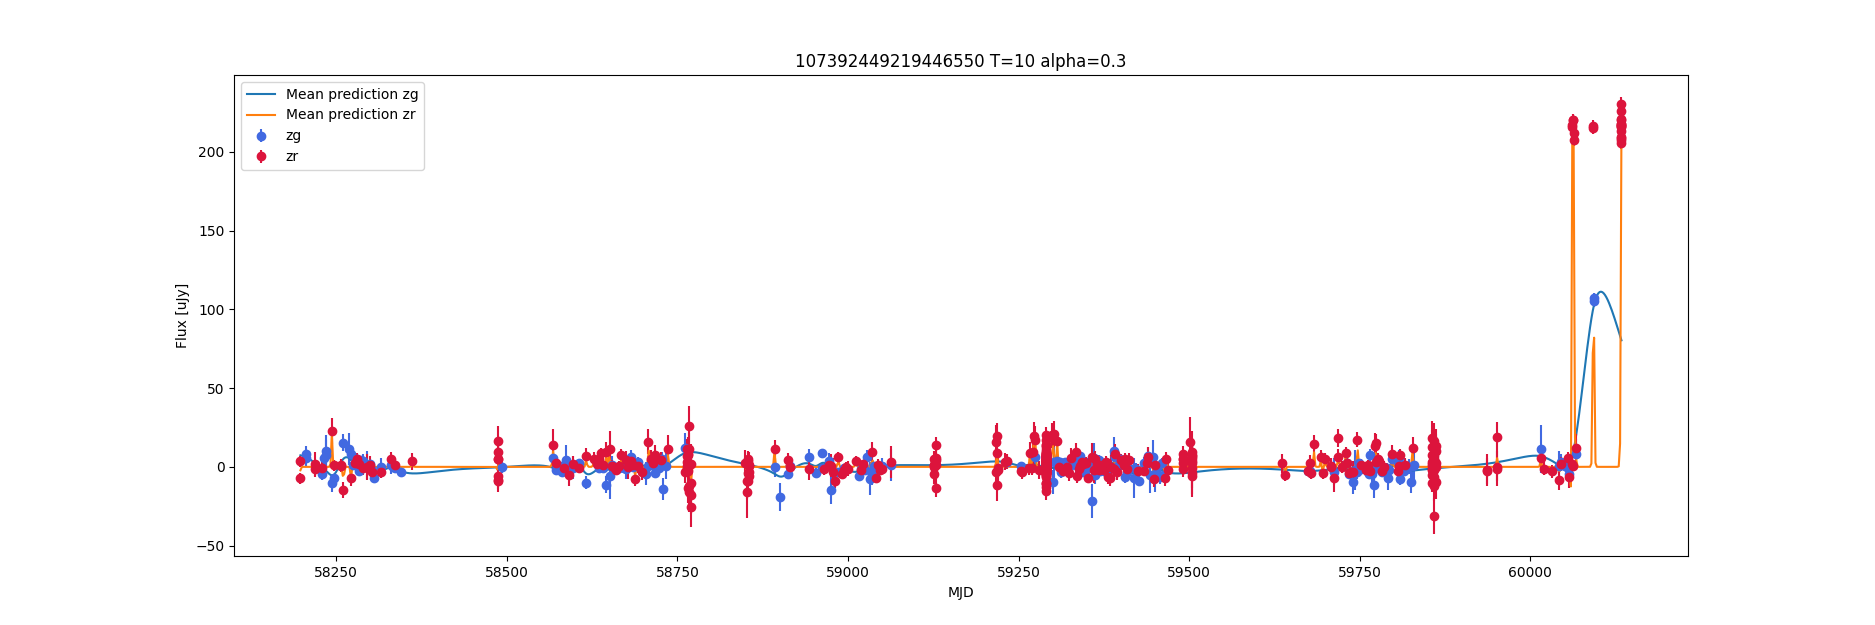 107392449219446550 T=10 alpha=0.3
Mean prediction zg
Mean prediction zr
zg
zr
Flux [uJy]
200
150
100
50
0
−50
58250 58500 58750 59000 59250 59500 59750 60000
MJD